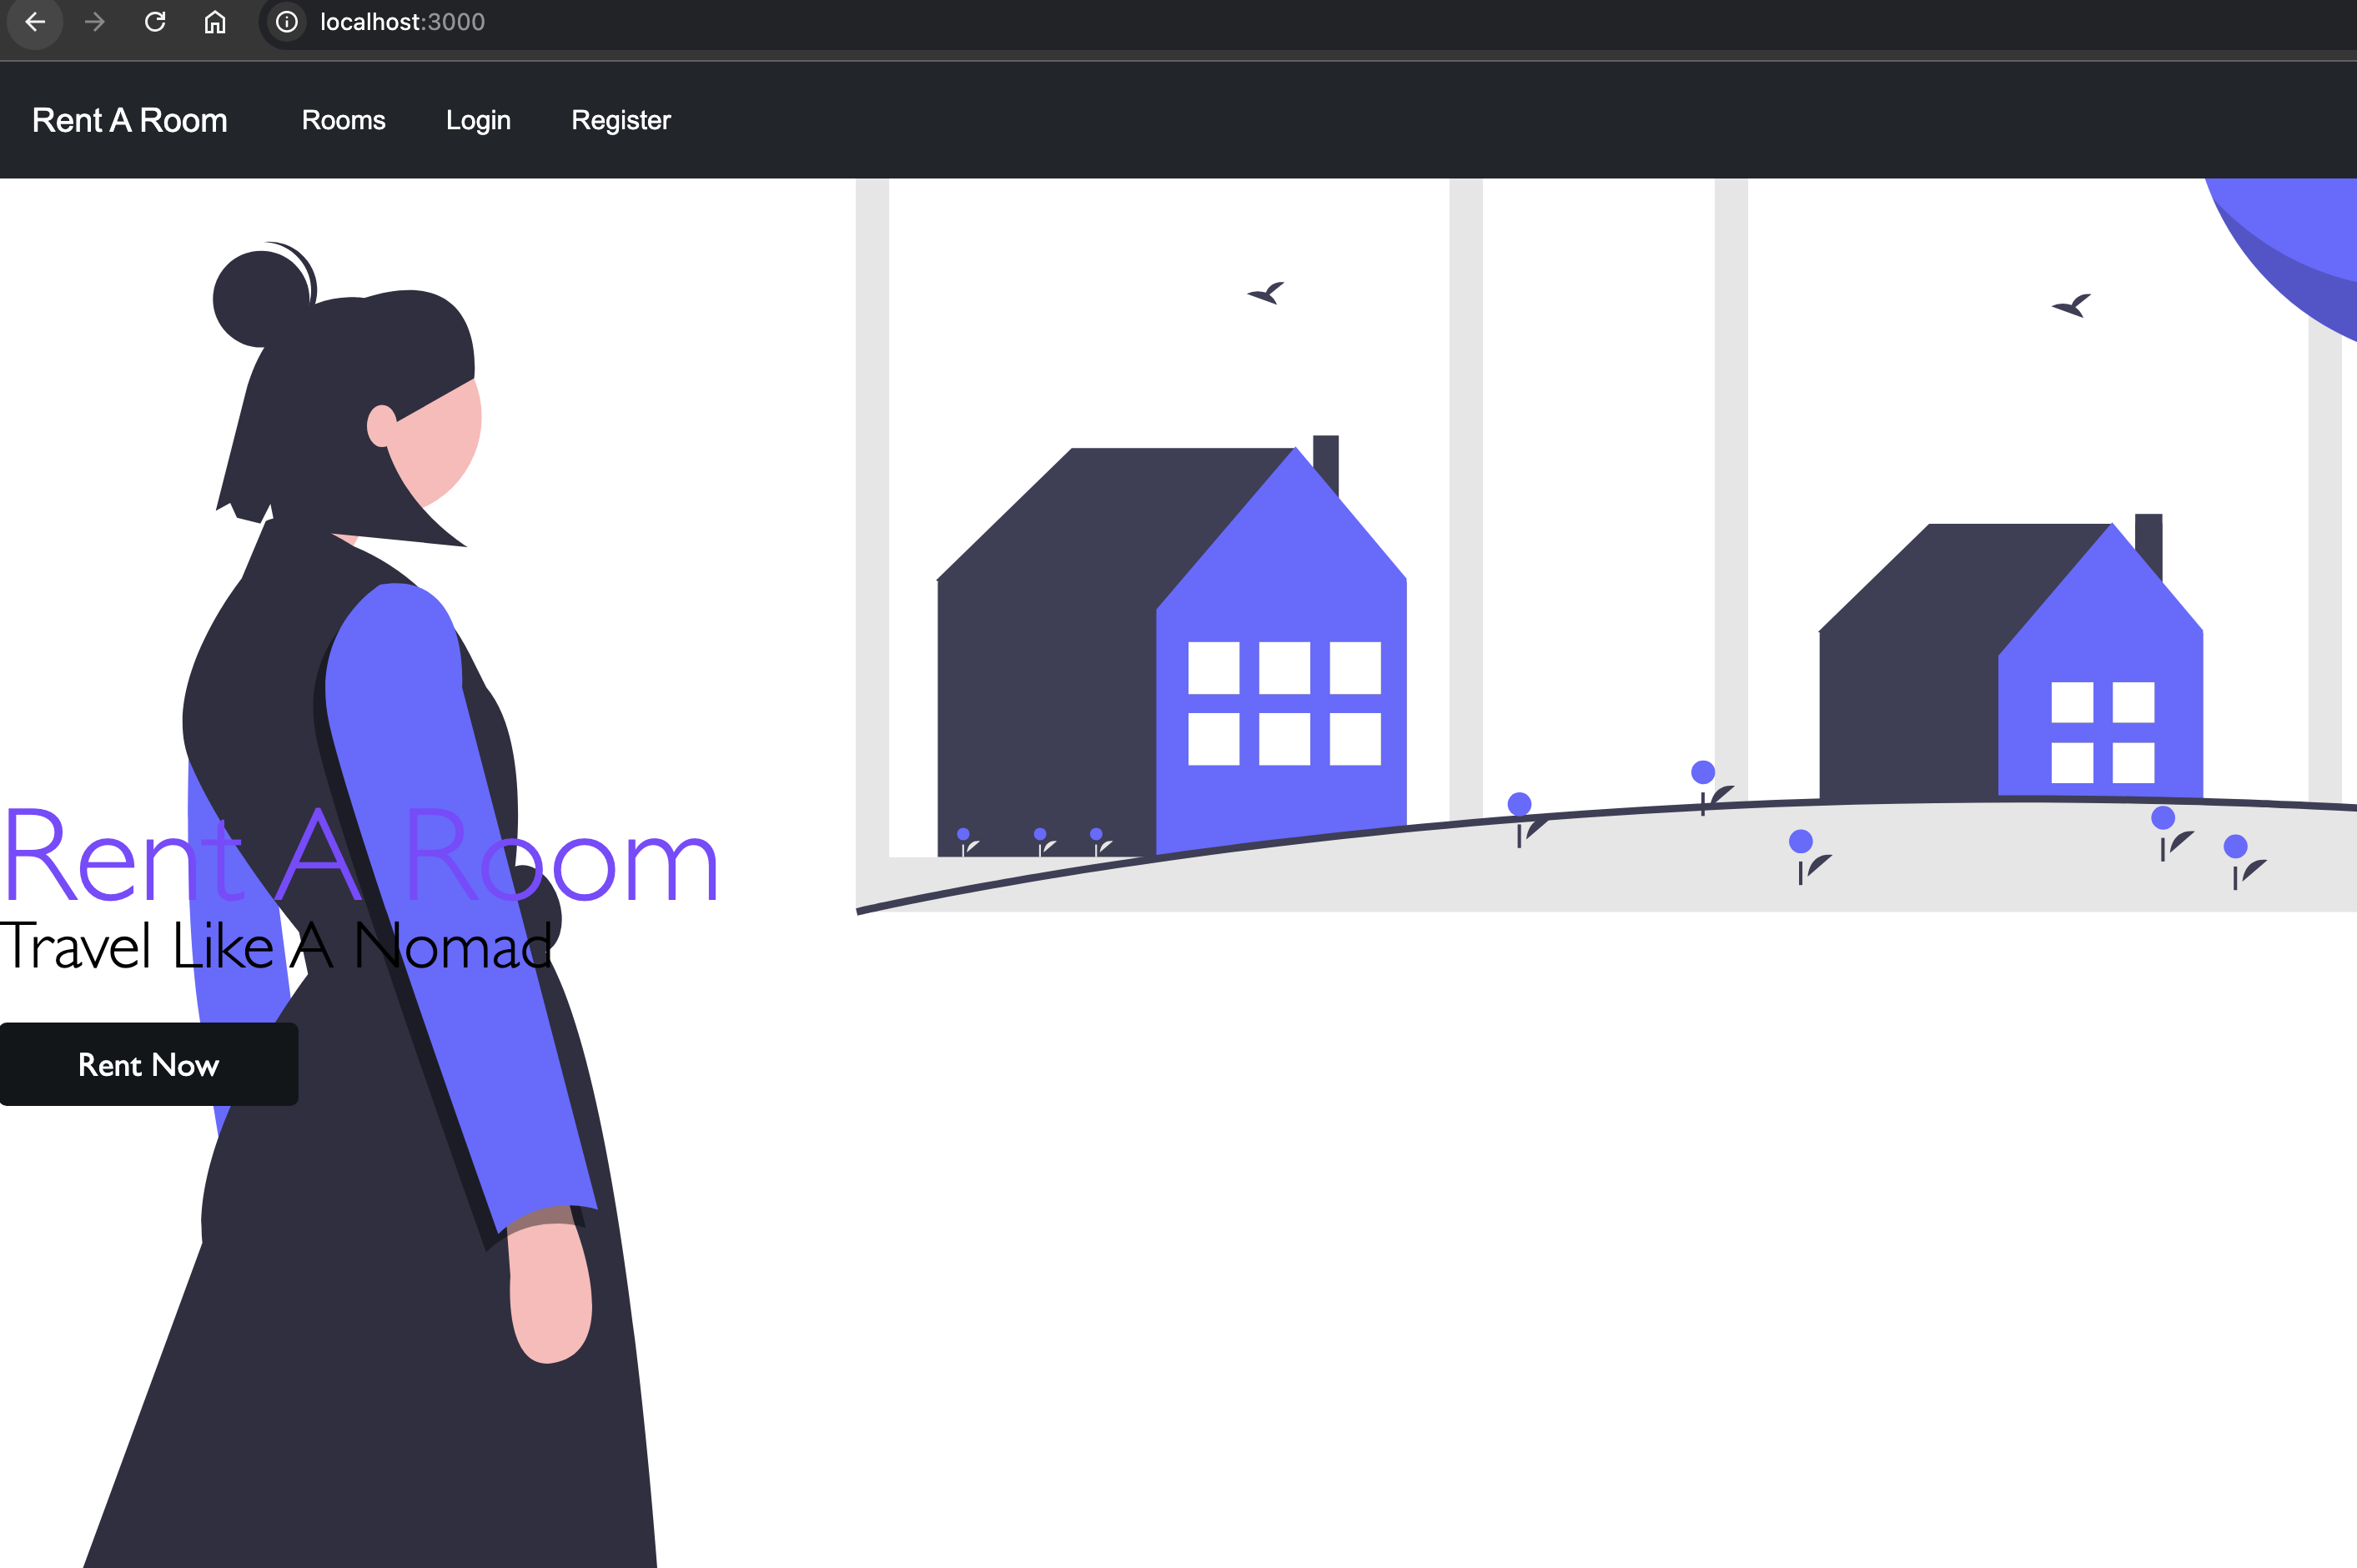 localhost:3000
Rent A Room Rooms Login Register
Rent A Room
Travel Like A Nomad
Rent Now